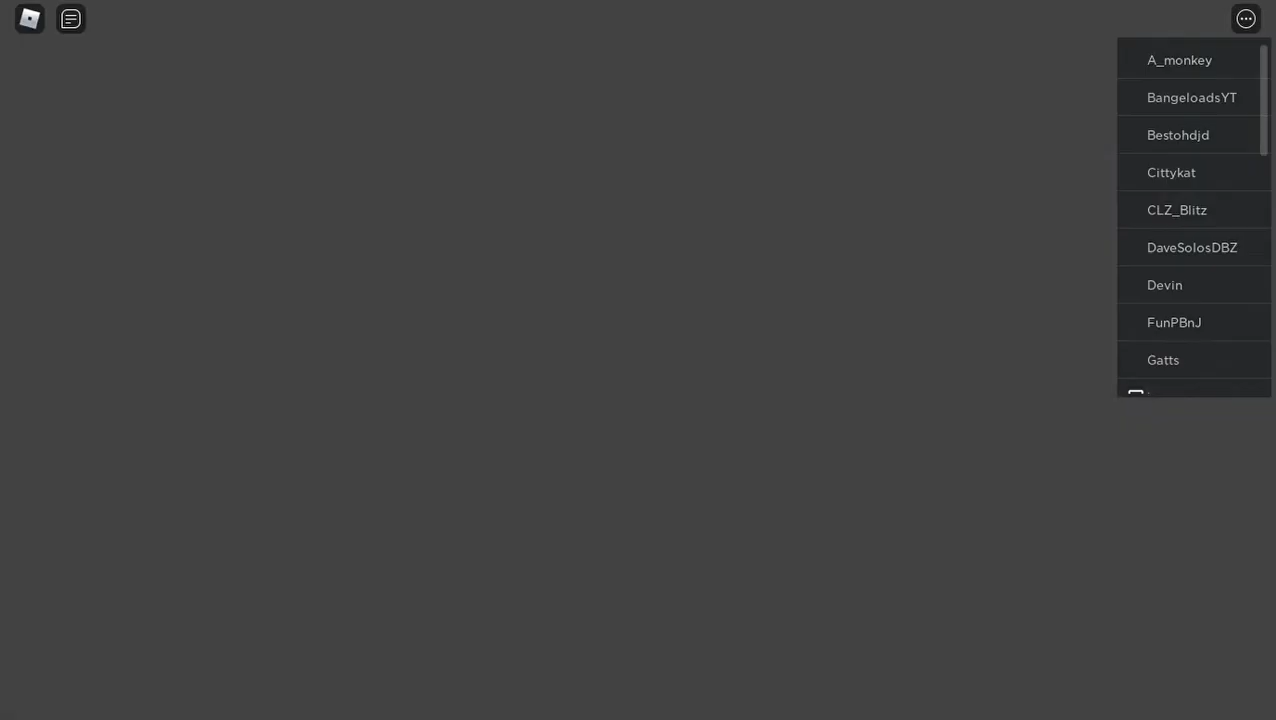 A_monkey
BangeloadsYT
Bestohdjd
Cittykat
CLZ_Blitz
DaveSolosDBZ
Devin
FunPBnJ
Gatts